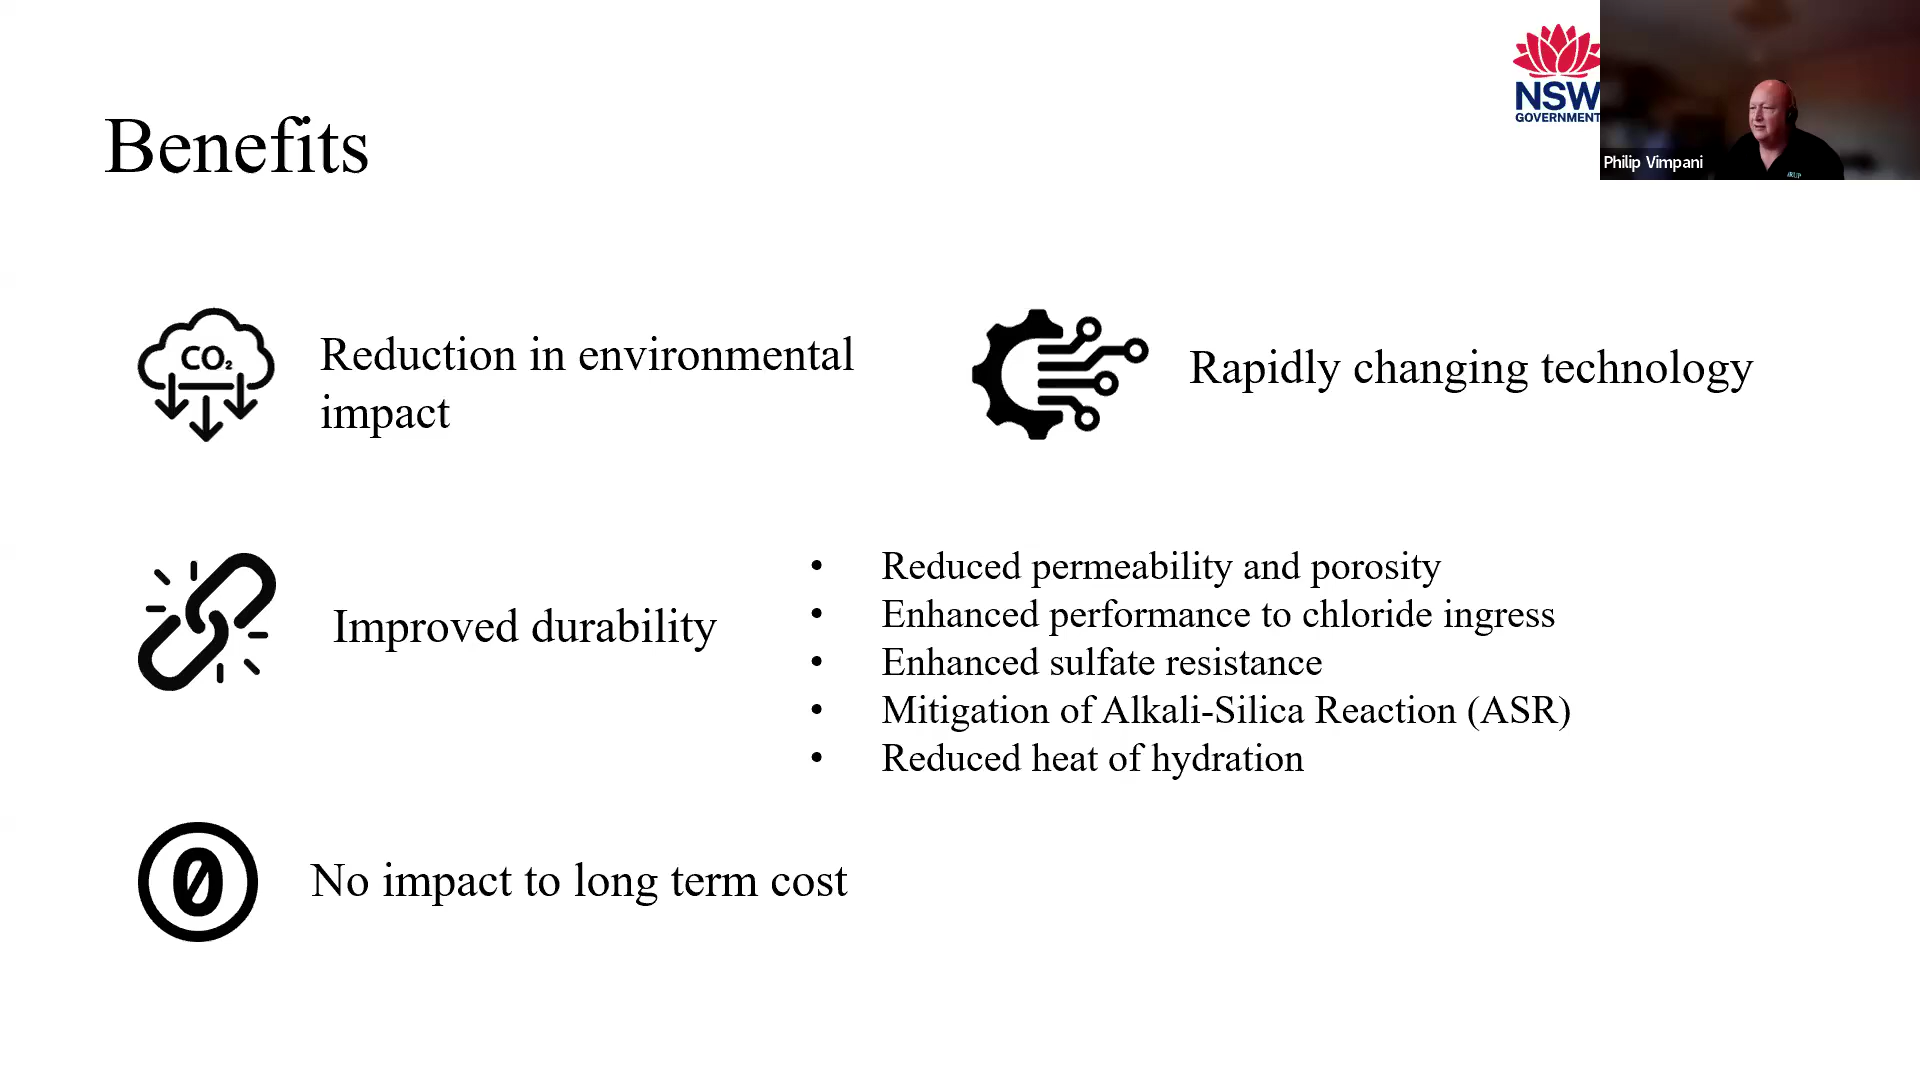 NSW
GOVERNMENT
Philip Vimpani
ARUP
Benefits
CO₂
Reduction in environmental
impact
Rapidly changing technology
Improved durability
• Reduced permeability and porosity
• Enhanced performance to chloride ingress
• Enhanced sulfate resistance
• Mitigation of Alkali-Silica Reaction (ASR)
• Reduced heat of hydration
0
No impact to long term cost